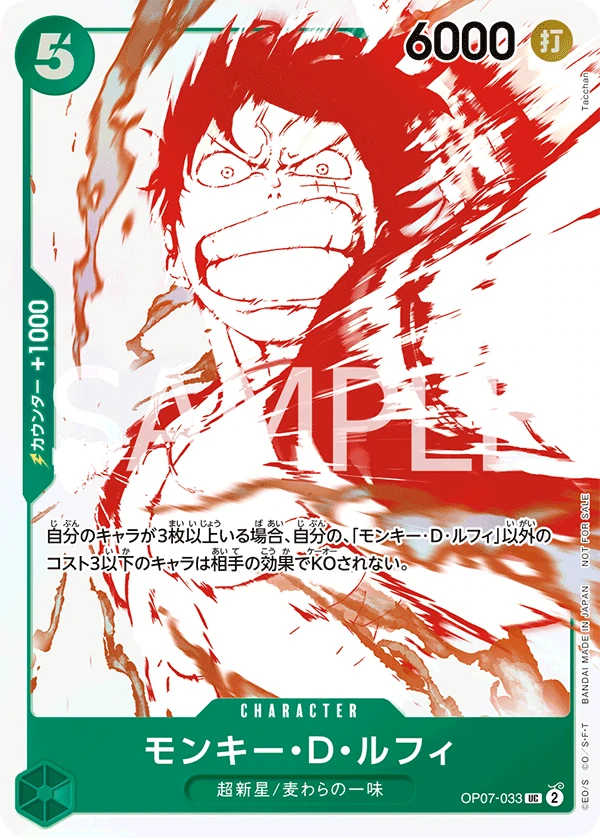 5
6000
打
Tacchan
カウンター +1000
SAMPLE
自分のキャラが3枚以上いる場合、自分の、「モンキー・D・ルフィ」以外の
コスト3以下のキャラは相手の効果でKOされない。
©E.O/S ©O/S・F・T BANDAI MADE IN JAPAN NOT FOR SALE
CHARACTER
モンキー・D・ルフィ
超新星/麦わらの一味
OP07-033 UC 2